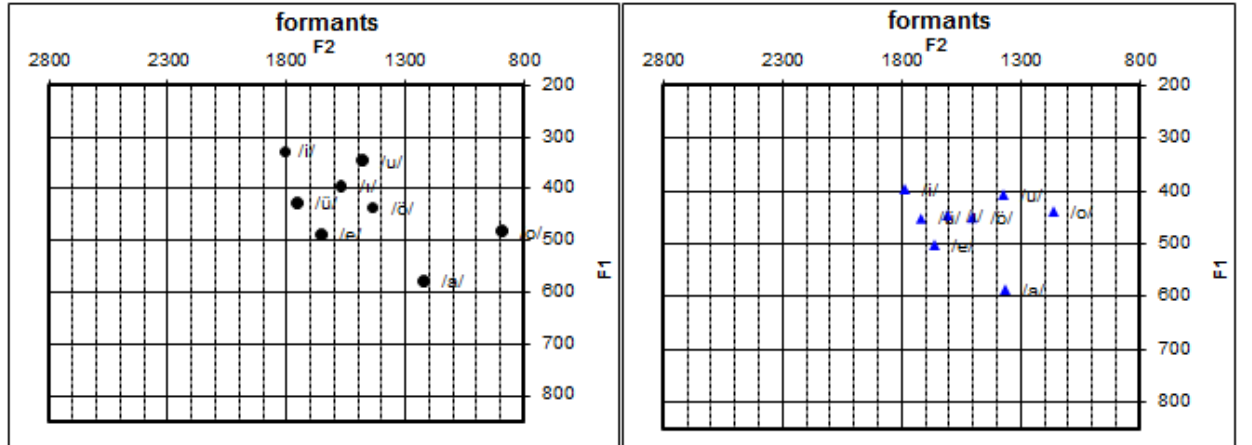 formants
F2
2800 2300 1800 1300 800
200
300
/i/
/u/
400
/ı/
/ü/
/ö/
/e/
/o/
500
F1
/a/
600
700
800
formants
F2
2800 2300 1800 1300 800
200
300
/i/
400
/u/
/o/
/ü/
/ı/
/ö/
/e/
500
F1
/a/
600
700
800